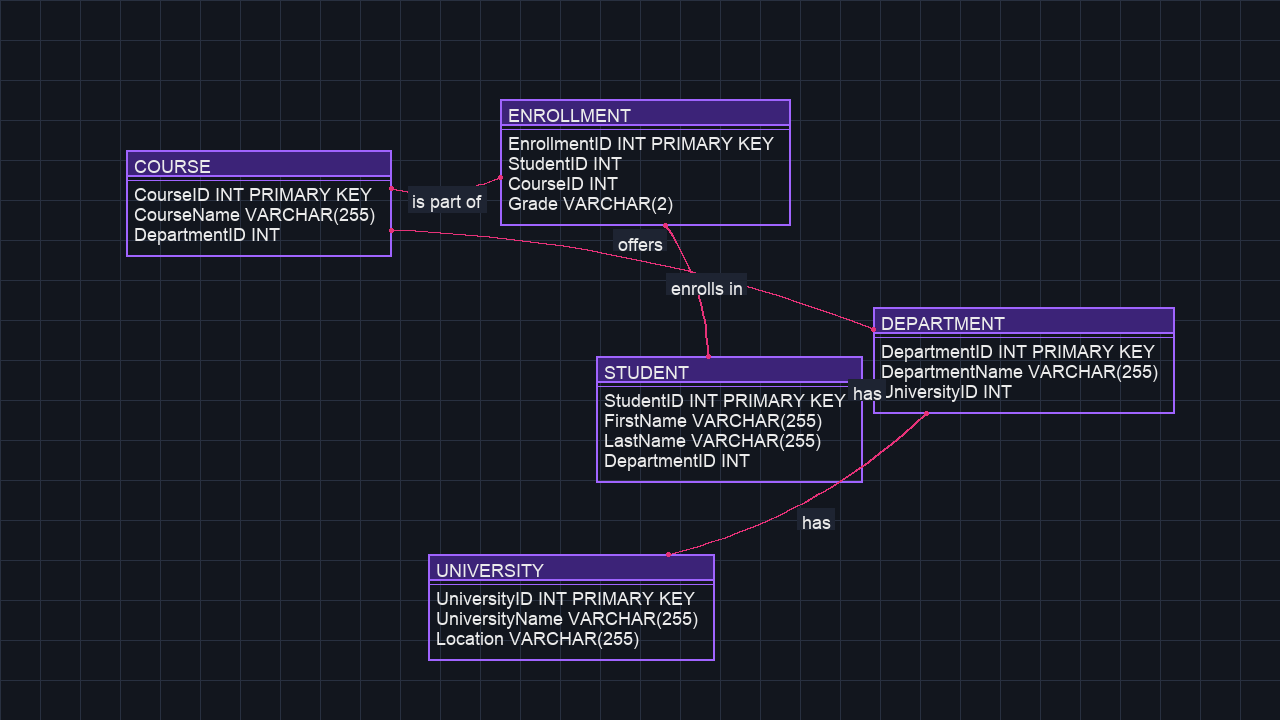 ENROLLMENT
EnrollmentID INT PRIMARY KEY
StudentID INT
CourseID INT
Grade VARCHAR(2)
COURSE
CourseID INT PRIMARY KEY
CourseName VARCHAR(255)
DepartmentID INT
is part of
offers
enrolls in
DEPARTMENT
DepartmentID INT PRIMARY KEY
DepartmentName VARCHAR(255)
UniversityID INT
STUDENT
StudentID INT PRIMARY KEY
FirstName VARCHAR(255)
LastName VARCHAR(255)
DepartmentID INT
has
has
UNIVERSITY
UniversityID INT PRIMARY KEY
UniversityName VARCHAR(255)
Location VARCHAR(255)